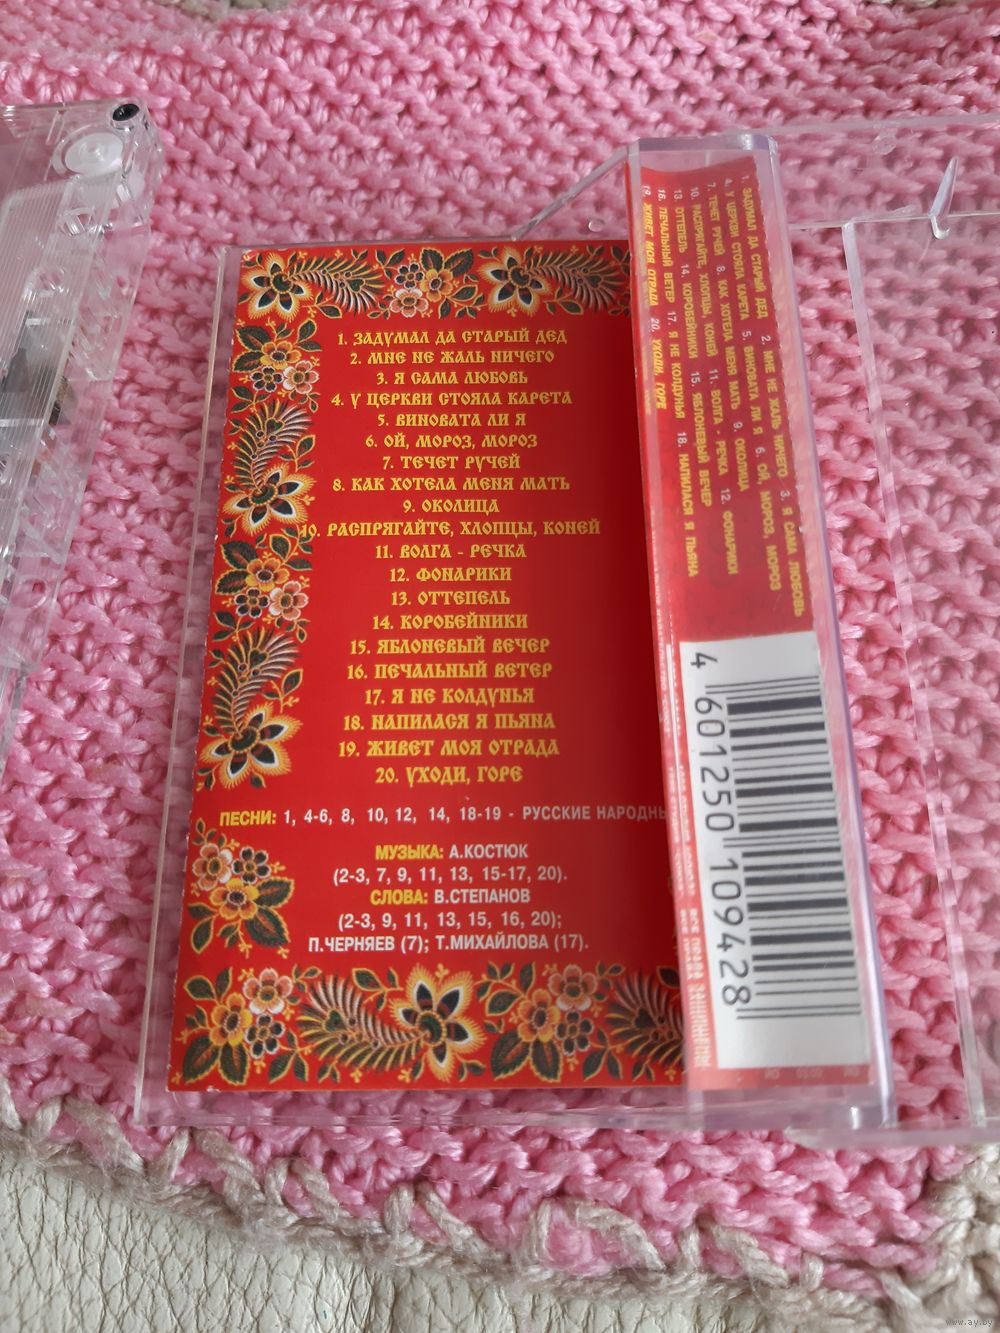 1. ЗАДУМАЛ ДА СТАРЫЙ ДЕД
2. МНЕ НЕ ЖАЛЬ НИЧЕГО
3. Я САМА ЛЮБОВЬ
4. У ЦЕРКВИ СТОЯЛА КАРЕТА
5. ВИНОВАТА ЛИ Я
6. ОЙ, МОРОЗ, МОРОЗ
7. ТЕЧЕТ РУЧЕЙ
8. КАК ХОТЕЛА МЕНЯ МАТЬ
9. ОКОЛИЦА
10. РАСПРЯГАЙТЕ, ХЛОПЦЫ, КОНЕЙ
11. ВОЛГА - РЕЧКА
12. ФОНАРИКИ
13. ОТТЕПЕЛЬ
14. КОРОБЕЙНИКИ
15. ЯБЛОНЕВЫЙ ВЕЧЕР
16. ПЕЧАЛЬНЫЙ ВЕТЕР
17. Я НЕ КОЛДУНЬЯ
18. НАПИЛАСЯ Я ПЬЯНА
19. ЖИВЕТ МОЯ ОТРАДА
20. УХОДИ, ГОРЕ
ПЕСНИ: 1, 4-6, 8, 10, 12, 14, 18-19 - РУССКИЕ НАРОДНЫ
МУЗЫКА: А.КОСТЮК
(2-3, 7, 9, 11, 13, 15-17, 20).
СЛОВА: В.СТЕПАНОВ
(2-3, 9, 11, 13, 15, 16, 20);
П.ЧЕРНЯЕВ (7); Т.МИХАЙЛОВА (17).
1. ЗАДУМАЛ ДА СТАРЫЙ ДЕД 2. МНЕ НЕ ЖАЛЬ НИЧЕГО 3. Я САМА ЛЮБОВЬ
4. У ЦЕРКВИ СТОЯЛА КАРЕТА 5. ВИНОВАТА ЛИ Я 6. ОЙ, МОРОЗ, МОРОЗ
7. ТЕЧЕТ РУЧЕЙ 8. КАК ХОТЕЛА МЕНЯ МАТЬ 9. ОКОЛИЦА
10. РАСПРЯГАЙТЕ, ХЛОПЦЫ, КОНЕЙ 11. ВОЛГА - РЕЧКА 12. ФОНАРИКИ
13. ОТТЕПЕЛЬ 14. КОРОБЕЙНИКИ 15. ЯБЛОНЕВЫЙ ВЕЧЕР
16. ПЕЧАЛЬНЫЙ ВЕТЕР 17. Я НЕ КОЛДУНЬЯ 18. НАПИЛАСЯ Я ПЬЯНА
19. ЖИВЕТ МОЯ ОТРАДА 20. УХОДИ, ГОРЕ
4 601250 109428
ВСЕ ПРАВА ЗАЩИЩЕНЫ
www.ay.by